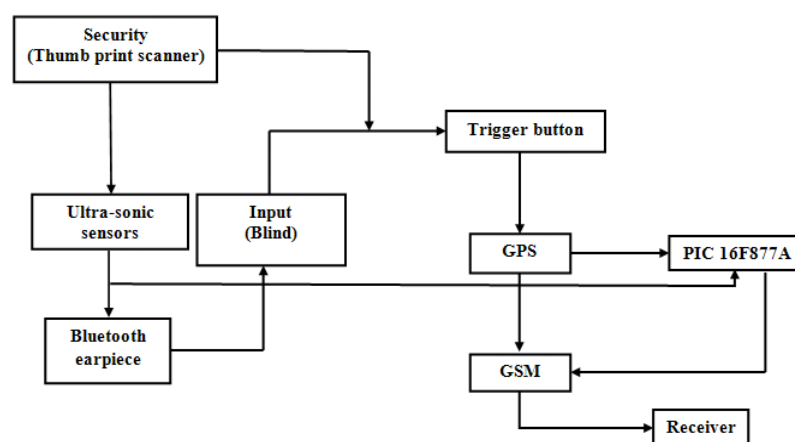 Security
(Thumb print scanner)
Trigger button
Ultra-sonic
sensors
Input
(Blind)
GPS
PIC 16F877A
Bluetooth
earpiece
GSM
Receiver